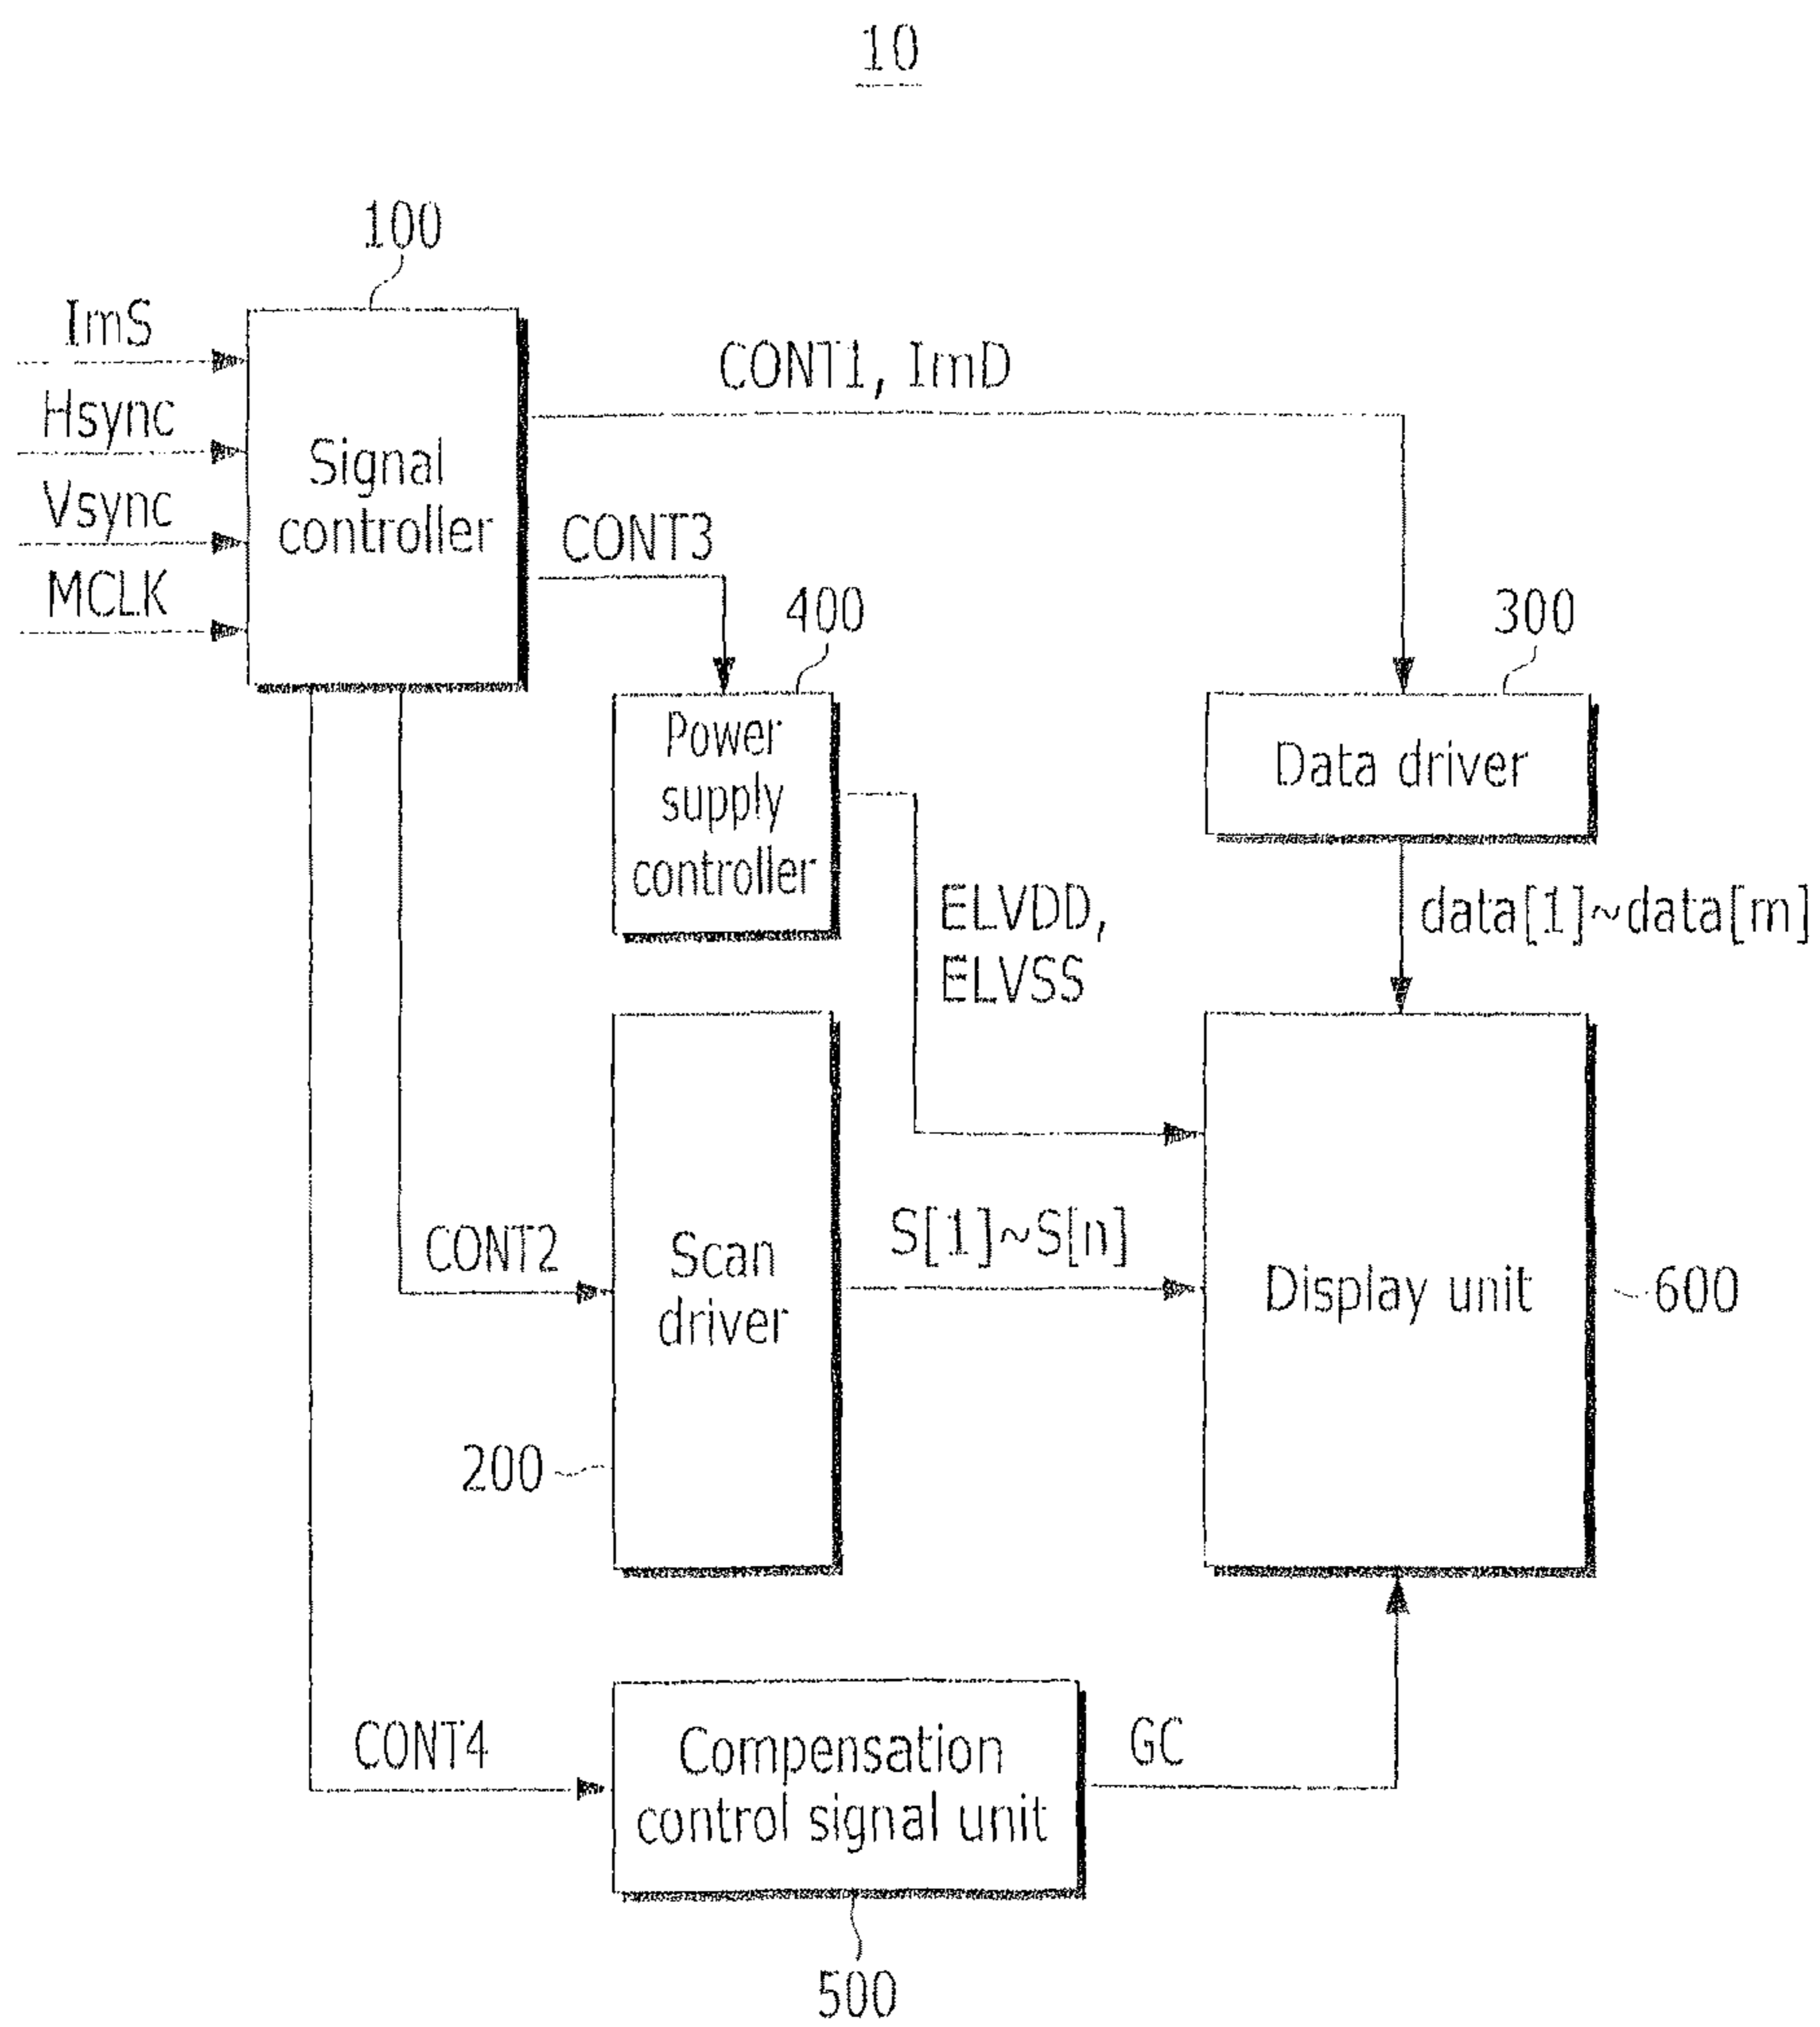 10
100
ImS
Hsync
Vsync
MCLK
Signal
controller
CONT1, ImD
CONT3
400
300
Power
supply
controller
Data driver
ELVDD,
ELVSS
data[1]~data[m]
CONT2
Scan
driver
S[1]~S[n]
Display unit
600
200
CONT4
Compensation
control signal unit
GC
500